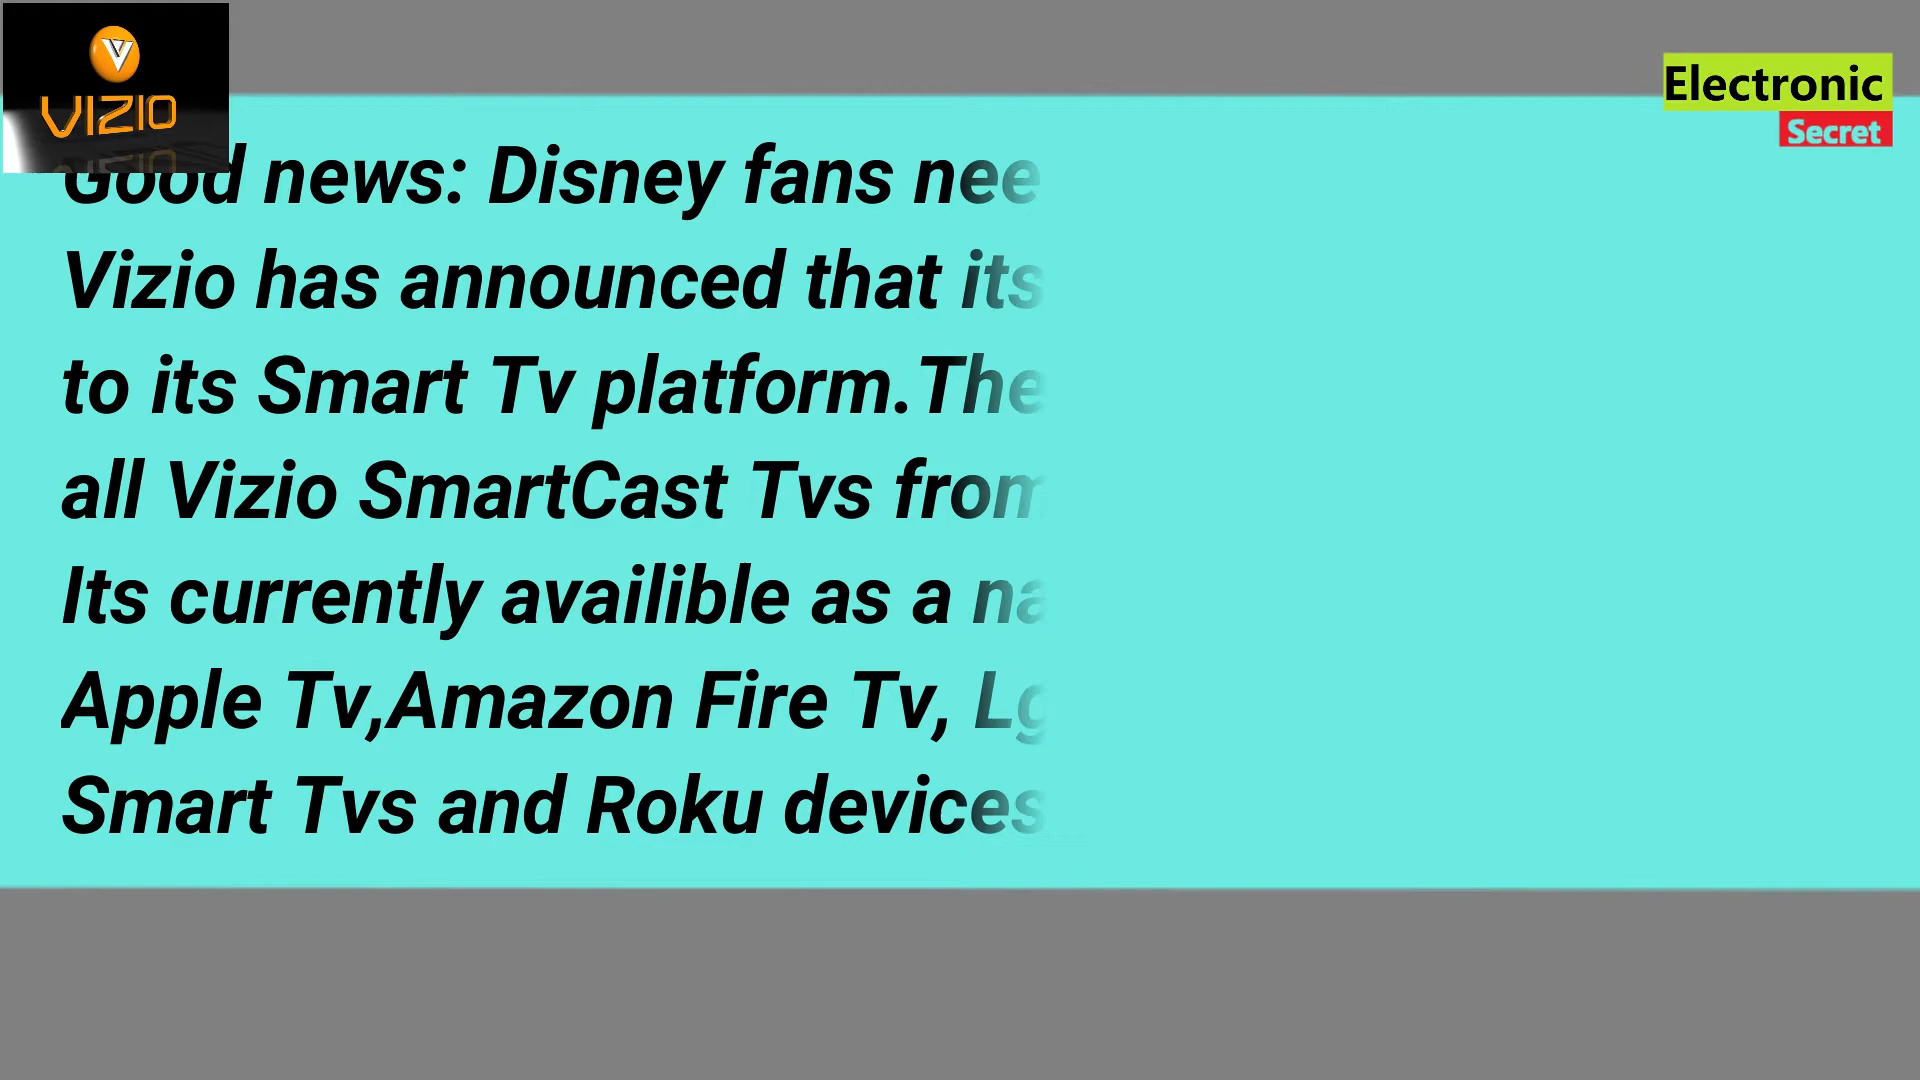 VIZIO
Electronic
Secret
Good news: Disney fans
Vizio has announced that its
to its Smart Tv platform.The
all Vizio SmartCast Tvs
Its currently availible as a
Apple Tv,Amazon Fire Tv,
Smart Tvs and Roku devices